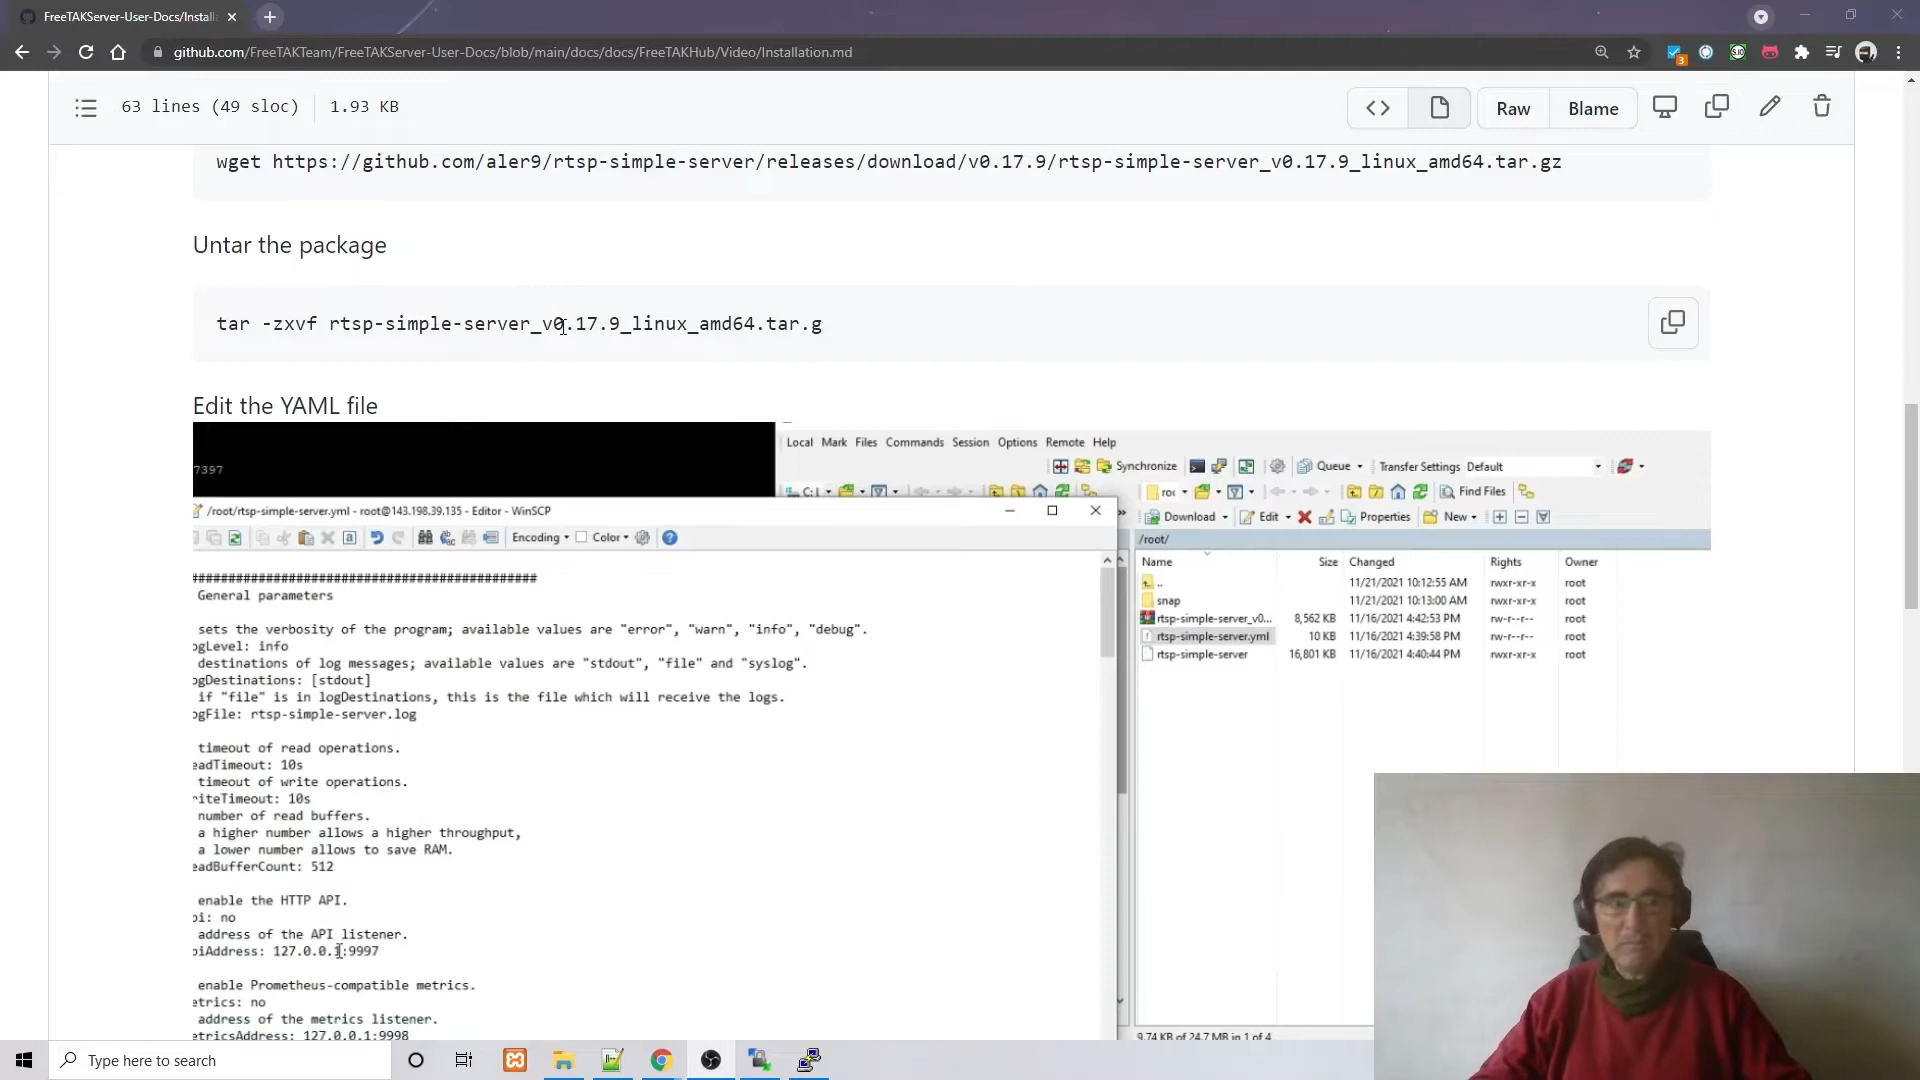 FreeTAKServer-User-Docs/Install
github.com/FreeTAKTeam/FreeTAKServer-User-Docs/blob/main/docs/docs/FreeTAKHub/Video/Installation.md
3
63 lines (49 sloc)
1.93 KB
Raw
Blame
wget https://github.com/aler9/rtsp-simple-server/releases/download/v0.17.9/rtsp-simple-server_v0.17.9_linux_amd64.tar.gz
Untar the package
tar -zxvf rtsp-simple-server_v0.17.9_linux_amd64.tar.g
Edit the YAML file
7397
Local Mark Files Commands Session Options Remote Help
Synchronize Queue Transfer Settings Default
C: roc Find Files
Download Edit Properties New
/root/
Name Size Changed Rights Owner
.. 11/21/2021 10:12:55 AM rwxr-xr-x root
snap 11/21/2021 10:13:00 AM rwxr-xr-x root
rtsp-simple-server_v0... 8,562 KB 11/16/2021 4:42:53 PM rw-r--r-- root
rtsp-simple-server.yml 10 KB 11/16/2021 4:39:58 PM rw-r--r-- root
rtsp-simple-server 16,801 KB 11/16/2021 4:40:44 PM rwxr-xr-x root
9.74 KB of 24.7 MB in 1 of 4
/root/rtsp-simple-server.yml - root@143.198.39.135 - Editor - WinSCP
Encoding Color
##############################################
General parameters
sets the verbosity of the program; available values are "error", "warn", "info", "debug".
ogLevel: info
destinations of log messages; available values are "stdout", "file" and "syslog".
ogDestinations: [stdout]
if "file" is in logDestinations, this is the file which will receive the logs.
ogFile: rtsp-simple-server.log
timeout of read operations.
eadTimeout: 10s
timeout of write operations.
riteTimeout: 10s
number of read buffers.
a higher number allows a higher throughput,
a lower number allows to save RAM.
eadBufferCount: 512
enable the HTTP API.
pi: no
address of the API listener.
piAddress: 127.0.0.1:9997
enable Prometheus-compatible metrics.
etrics: no
address of the metrics listener.
etricsAddress: 127.0.0.1:9998
Type here to search